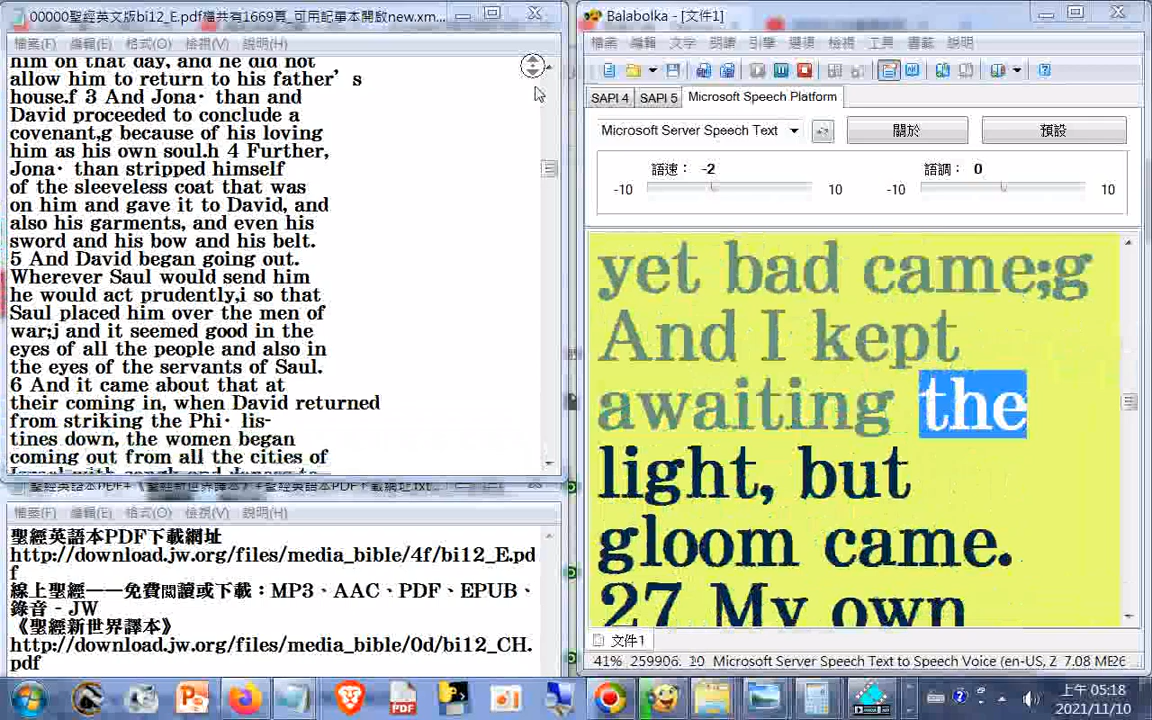 00000聖經英文版bi12_E.pdf檔共有1669頁_可用記事本開啟new.xm...
檔案(F) 編輯(E) 格式(O) 檢視(V) 說明(H)
him on that day, and he did not
allow him to return to his father’s
house.f 3 And Jona·than and
David proceeded to conclude a
covenant,g because of his loving
him as his own soul.h 4 Further,
Jona·than stripped himself
of the sleeveless coat that was
on him and gave it to David, and
also his garments, and even his
sword and his bow and his belt.
5 And David began going out.
Wherever Saul would send him
he would act prudently,i so that
Saul placed him over the men of
war;j and it seemed good in the
eyes of all the people and also in
the eyes of the servants of Saul.
6 And it came about that at
their coming in, when David returned
from striking the Phi·lis-
tines down, the women began
coming out from all the cities of
檔案(F) 編輯(E) 格式(O) 檢視(V) 說明(H)
聖經英語本PDF下載網址
http://download.jw.org/files/media_bible/4f/bi12_E.pd
f
線上聖經——免費閱讀或下載：MP3、AAC、PDF、EPUB、
錄音 - JW
《聖經新世界譯本》
http://download.jw.org/files/media_bible/0d/bi12_CH.
pdf
Balabolka - [文件1]
檔案 編輯 文字 朗讀 引擎 選項 檢視 工具 書籤 說明
SAPI 4 SAPI 5 Microsoft Speech Platform
Microsoft Server Speech Text 關於 預設
語速： -2 語調： 0
-10 10 -10 10
yet bad came;g
And I kept
awaiting the
light, but
gloom came.
27 My own
文件1
41% Microsoft Server Speech Text to Speech Voice (en-US, Z 7.08 ME
上午 05:18
2021/11/10